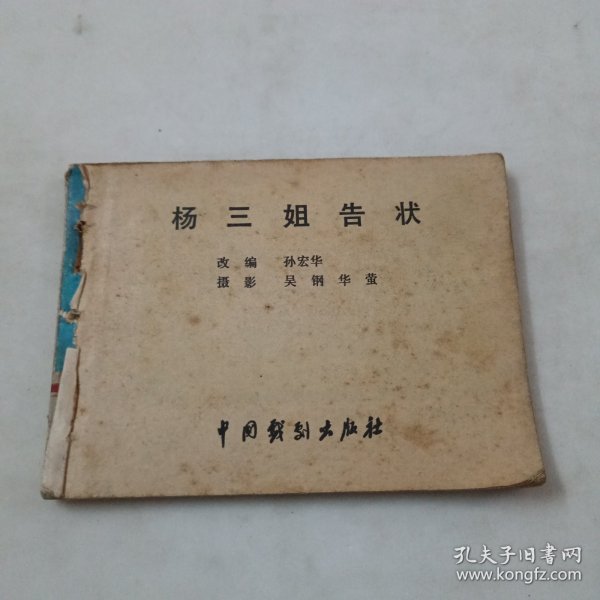 杨三姐告状
改编 孙宏华
摄影 吴钢 华萤
中国戏剧出版社
孔夫子旧书网
www.kongfz.com